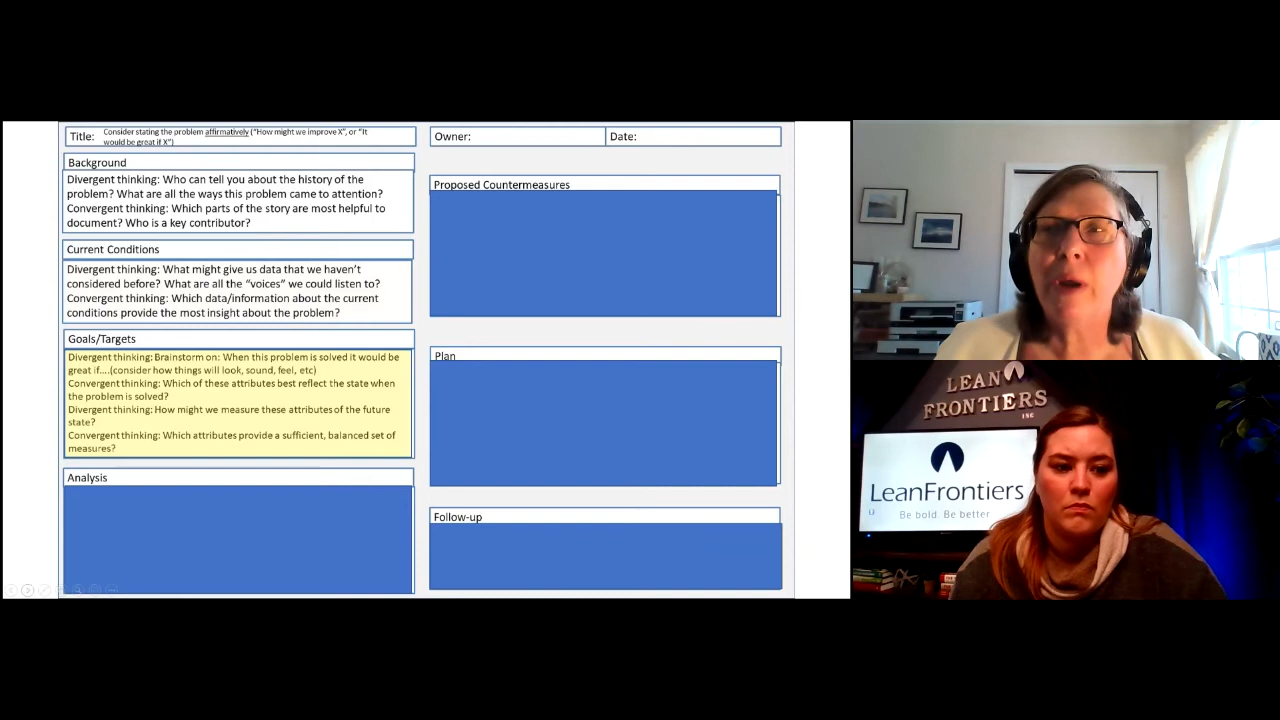 Title: Consider stating the problem affirmatively ("How might we improve X", or "It
would be great if X")
Background
Divergent thinking: Who can tell you about the history of the
problem? What are all the ways this problem came to attention?
Convergent thinking: Which parts of the story are most helpful to
document? Who is a key contributor?
Current Conditions
Divergent thinking: What might give us data that we haven't
considered before? What are all the "voices" we could listen to?
Convergent thinking: Which data/information about the current
conditions provide the most insight about the problem?
Goals/Targets
Divergent thinking: Brainstorm on: When this problem is solved it would be
great if....(consider how things will look, sound, feel, etc)
Convergent thinking: Which of these attributes best reflect the state when
the problem is solved?
Divergent thinking: How might we measure these attributes of the future
state?
Convergent thinking: Which attributes provide a sufficient, balanced set of
measures?
Analysis
Owner:
Date:
Proposed Countermeasures
Plan
Follow-up
LEAN
FRONTIERS
INC
LeanFrontiers
Be bold. Be better